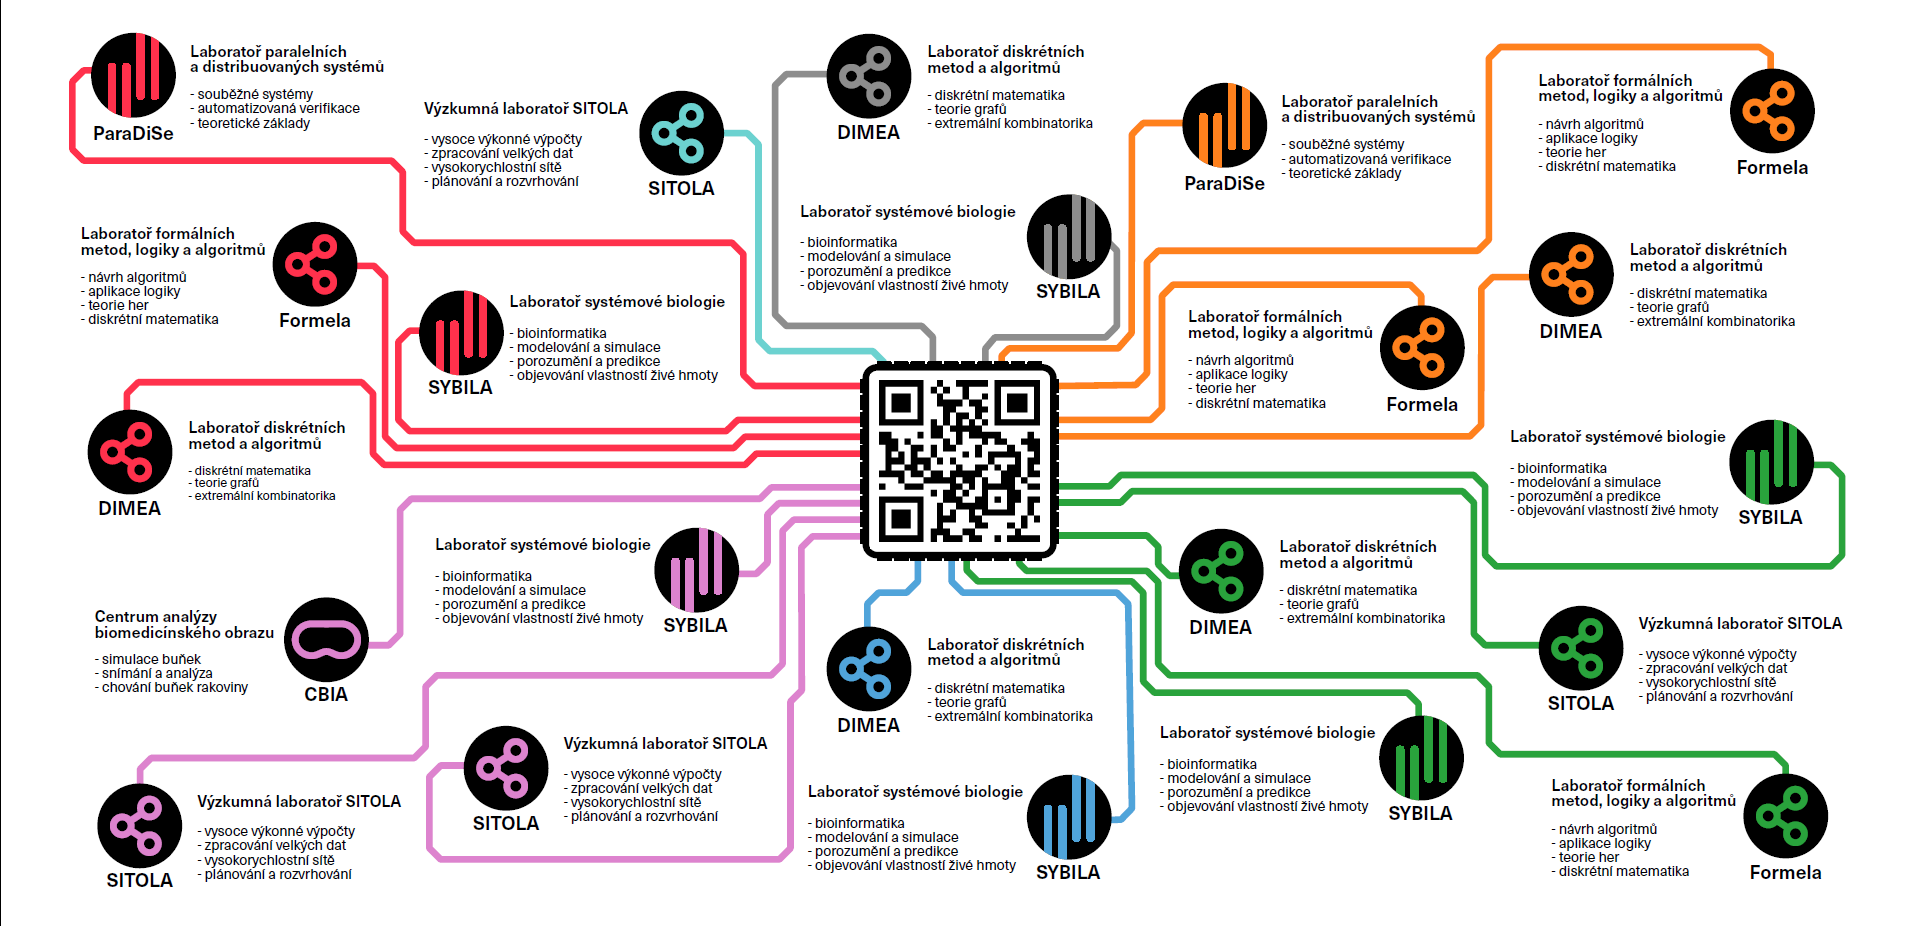 Laboratoř paralelních
a distribuovaných systémů
- souběžné systémy
- automatizovaná verifikace
- teoretické základy
ParaDiSe
Výzkumná laboratoř SITOLA
- vysoce výkonné výpočty
- zpracování velkých dat
- vysokorychlostní sítě
- plánování a rozvrhování
SITOLA
Laboratoř diskrétních
metod a algoritmů
- diskrétní matematika
- teorie grafů
- extremální kombinatorika
DIMEA
Laboratoř paralelních
a distribuovaných systémů
- souběžné systémy
- automatizovaná verifikace
- teoretické základy
ParaDiSe
Laboratoř formálních
metod, logiky a algoritmů
- návrh algoritmů
- aplikace logiky
- teorie her
- diskrétní matematika
Formela
Laboratoř formálních
metod, logiky a algoritmů
- návrh algoritmů
- aplikace logiky
- teorie her
- diskrétní matematika
Formela
Laboratoř systémové biologie
- bioinformatika
- modelování a simulace
- porozumění a predikce
- objevování vlastností živé hmoty
SYBILA
Laboratoř systémové biologie
- bioinformatika
- modelování a simulace
- porozumění a predikce
- objevování vlastností živé hmoty
SYBILA
Laboratoř formálních
metod, logiky a algoritmů
- návrh algoritmů
- aplikace logiky
- teorie her
- diskrétní matematika
Formela
Laboratoř diskrétních
metod a algoritmů
- diskrétní matematika
- teorie grafů
- extremální kombinatorika
DIMEA
Laboratoř diskrétních
metod a algoritmů
- diskrétní matematika
- teorie grafů
- extremální kombinatorika
DIMEA
Laboratoř systémové biologie
- bioinformatika
- modelování a simulace
- porozumění a predikce
- objevování vlastností živé hmoty
SYBILA
Laboratoř systémové biologie
- bioinformatika
- modelování a simulace
- porozumění a predikce
- objevování vlastností živé hmoty
SYBILA
Laboratoř diskrétních
metod a algoritmů
- diskrétní matematika
- teorie grafů
- extremální kombinatorika
DIMEA
Centrum analýzy
biomedicínského obrazu
- simulace buněk
- snímání a analýza
- chování buněk rakoviny
CBIA
Laboratoř diskrétních
metod a algoritmů
- diskrétní matematika
- teorie grafů
- extremální kombinatorika
DIMEA
Výzkumná laboratoř SITOLA
- vysoce výkonné výpočty
- zpracování velkých dat
- vysokorychlostní sítě
- plánování a rozvrhování
SITOLA
Výzkumná laboratoř SITOLA
- vysoce výkonné výpočty
- zpracování velkých dat
- vysokorychlostní sítě
- plánování a rozvrhování
SITOLA
Výzkumná laboratoř SITOLA
- vysoce výkonné výpočty
- zpracování velkých dat
- vysokorychlostní sítě
- plánování a rozvrhování
SITOLA
Laboratoř systémové biologie
- bioinformatika
- modelování a simulace
- porozumění a predikce
- objevování vlastností živé hmoty
SYBILA
Laboratoř systémové biologie
- bioinformatika
- modelování a simulace
- porozumění a predikce
- objevování vlastností živé hmoty
SYBILA
Laboratoř formálních
metod, logiky a algoritmů
- návrh algoritmů
- aplikace logiky
- teorie her
- diskrétní matematika
Formela